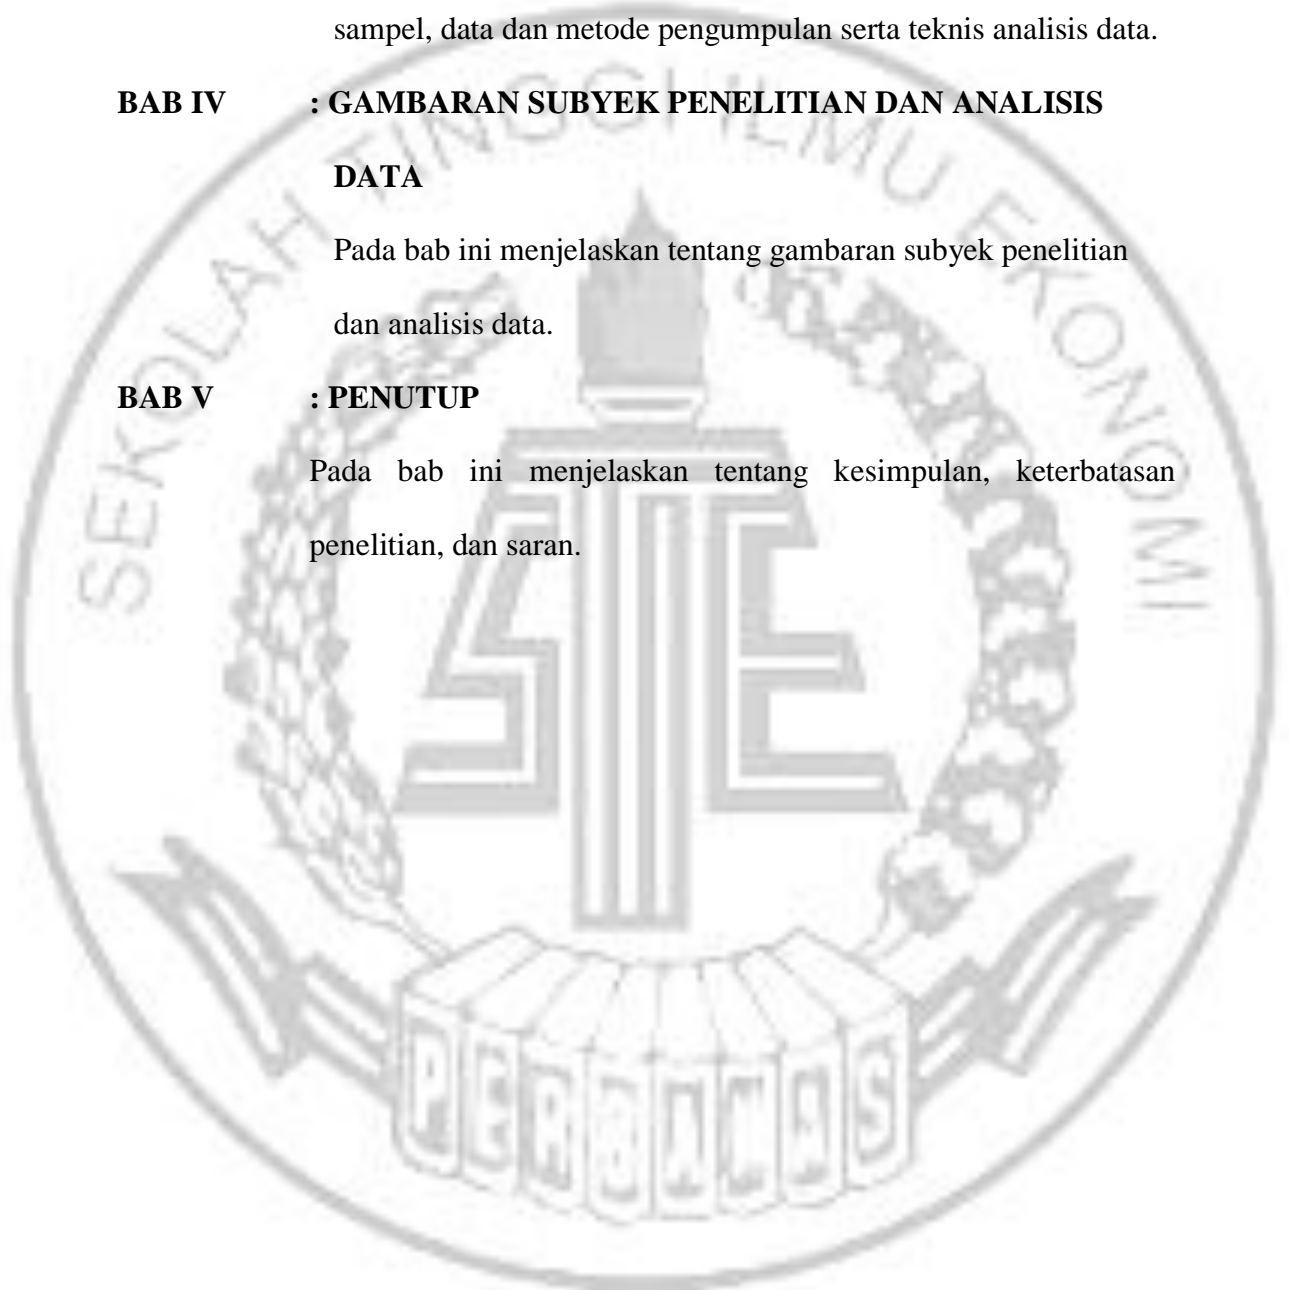 sampel, data dan metode pengumpulan serta teknis analisis data.
BAB IV : GAMBARAN SUBYEK PENELITIAN DAN ANALISIS
DATA
Pada bab ini menjelaskan tentang gambaran subyek penelitian
dan analisis data.
BAB V : PENUTUP
Pada bab ini menjelaskan tentang kesimpulan, keterbatasan
penelitian, dan saran.
SEKOLAH TINGGI ILMU EKONOMI
STIE
PERBANAS